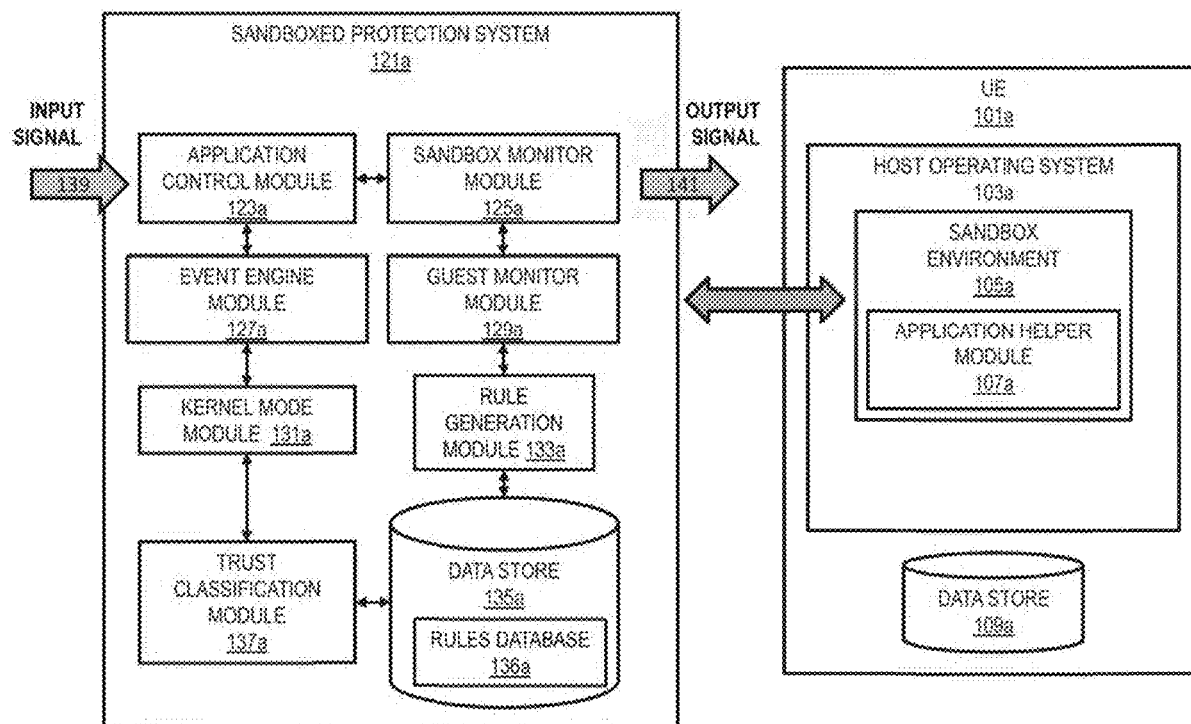 SANDBOXED PROTECTION SYSTEM
121a
INPUT
SIGNAL
139
APPLICATION
CONTROL MODULE
123a
SANDBOX MONITOR
MODULE
125a
EVENT ENGINE
MODULE
127a
GUEST MONITOR
MODULE
129a
KERNEL MODE
MODULE 131a
RULE
GENERATION
MODULE 133a
TRUST
CLASSIFICATION
MODULE
137a
DATA STORE
135a
RULES DATABASE
136a
OUTPUT
SIGNAL
141
UE
101a
HOST OPERATING SYSTEM
103a
SANDBOX
ENVIRONMENT
105a
APPLICATION HELPER
MODULE
107a
DATA STORE
109a